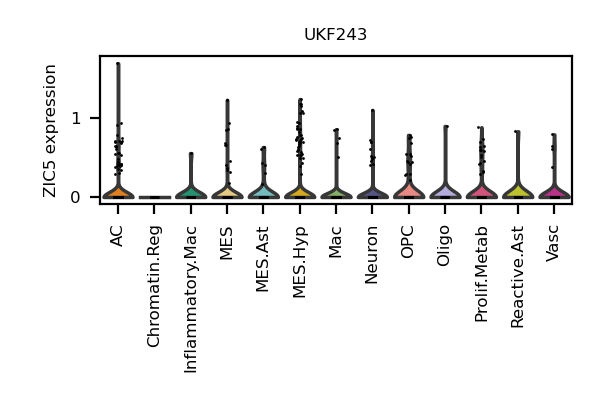 UKF243
ZIC5 expression
1
0
AC
Chromatin.Reg
Inflammatory.Mac
MES
MES.Ast
MES.Hyp
Mac
Neuron
OPC
Oligo
Prolif.Metab
Reactive.Ast
Vasc